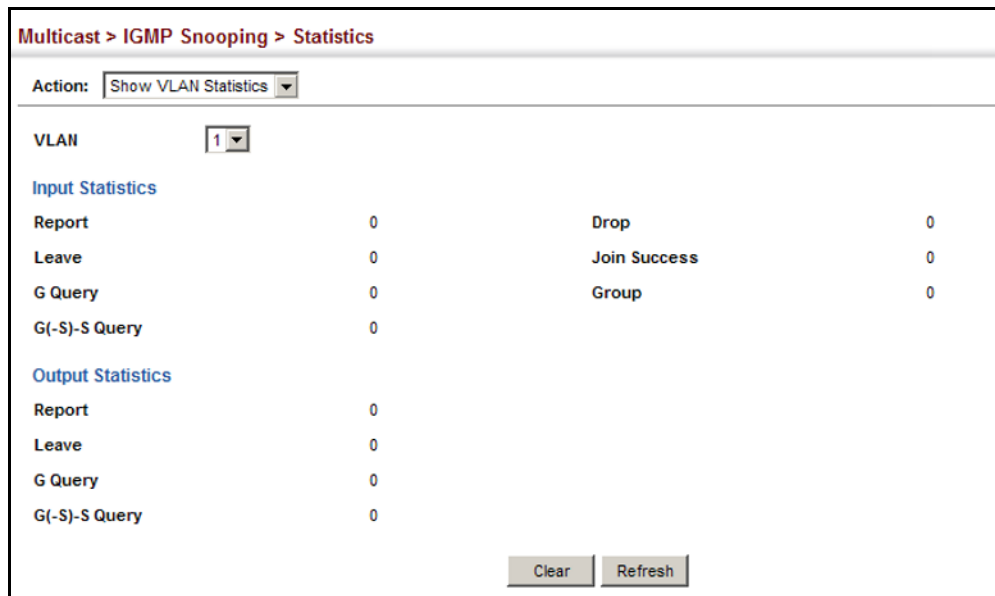 Multicast > IGMP Snooping > Statistics
Action: Show VLAN Statistics
VLAN 1
Input Statistics
Report 0 Drop 0
Leave 0 Join Success 0
G Query 0 Group 0
G(-S)-S Query 0
Output Statistics
Report 0
Leave 0
G Query 0
G(-S)-S Query 0
Clear Refresh